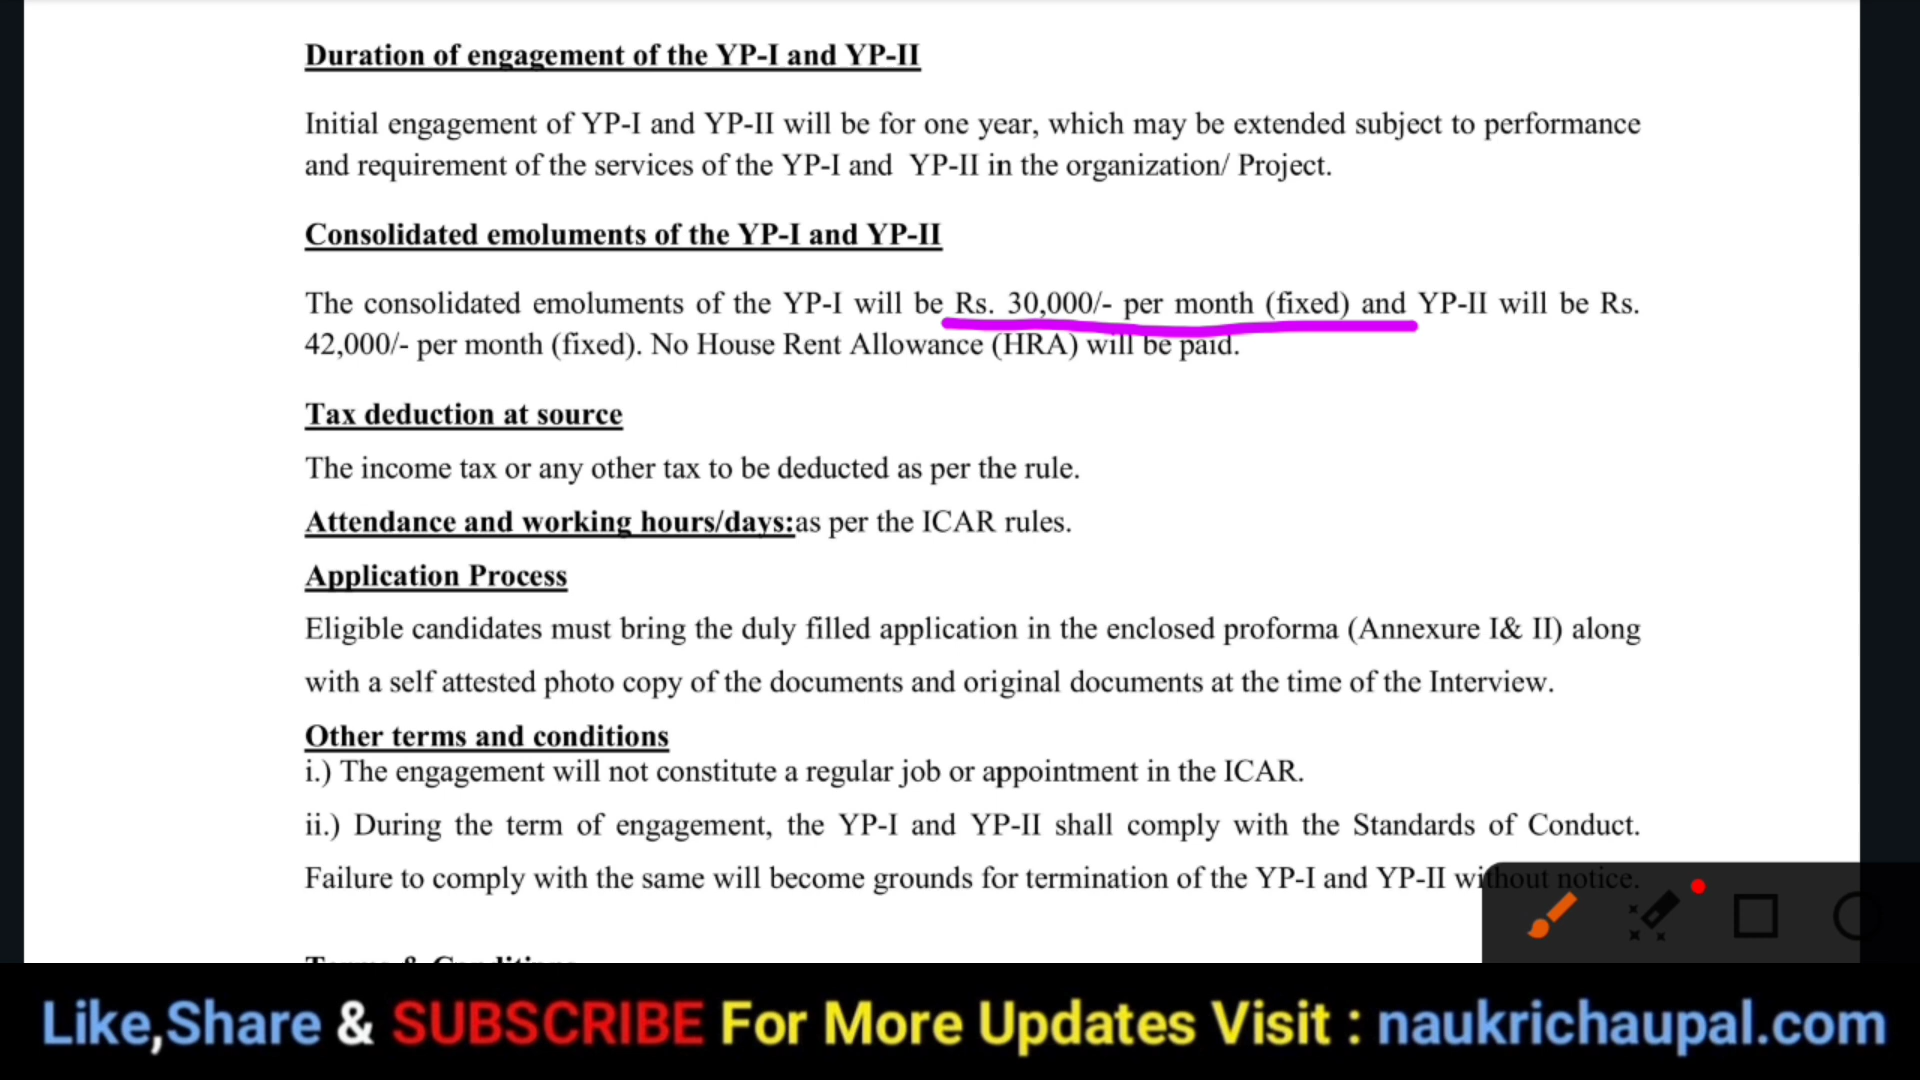 Duration of engagement of the YP-I and YP-II
Initial engagement of YP-I and YP-II will be for one year, which may be extended subject to performance
and requirement of the services of the YP-I and YP-II in the organization/ Project.
Consolidated emoluments of the YP-I and YP-II
The consolidated emoluments of the YP-I will be Rs. 30,000/- per month (fixed) and YP-II will be Rs.
42,000/- per month (fixed). No House Rent Allowance (HRA) will be paid.
Tax deduction at source
The income tax or any other tax to be deducted as per the rule.
Attendance and working hours/days:as per the ICAR rules.
Application Process
Eligible candidates must bring the duly filled application in the enclosed proforma (Annexure I& II) along
with a self attested photo copy of the documents and original documents at the time of the Interview.
Other terms and conditions
i.) The engagement will not constitute a regular job or appointment in the ICAR.
ii.) During the term of engagement, the YP-I and YP-II shall comply with the Standards of Conduct.
Failure to comply with the same will become grounds for termination of the YP-I and YP-II without notice.
Like,Share & SUBSCRIBE For More Updates Visit : naukrichaupal.com